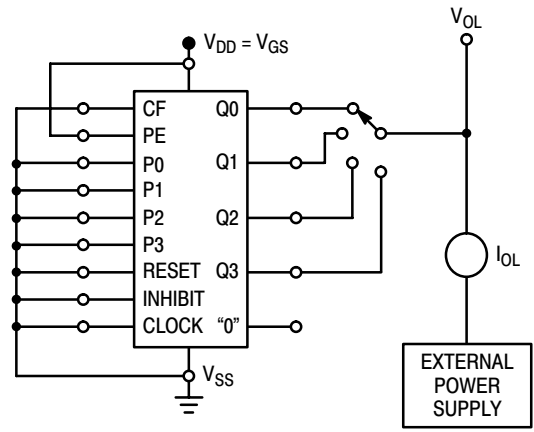 V_OL
V_DD = V_GS
CF Q0
PE
P0 Q1
P1
P2 Q2
P3
RESET Q3
INHIBIT
CLOCK "0"
I_OL
V_SS
EXTERNAL
POWER
SUPPLY